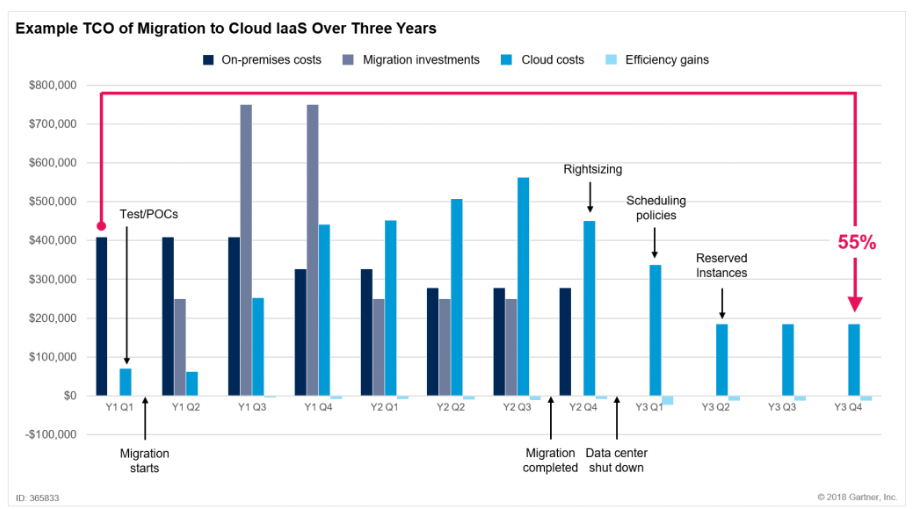 Example TCO of Migration to Cloud IaaS Over Three Years
On-premises costs
Migration investments
Cloud costs
Efficiency gains
$800,000
$700,000
$600,000
$500,000
$400,000
$300,000
$200,000
$100,000
$0
-$100,000
Test/POCs
Rightsizing
Scheduling
policies
Reserved
Instances
55%
Y1 Q1
Y1 Q2
Y1 Q3
Y1 Q4
Y2 Q1
Y2 Q2
Y2 Q3
Y2 Q4
Y3 Q1
Y3 Q2
Y3 Q3
Y3 Q4
Migration
starts
Migration
completed
Data center
shut down
ID: 365833
© 2018 Gartner, Inc.